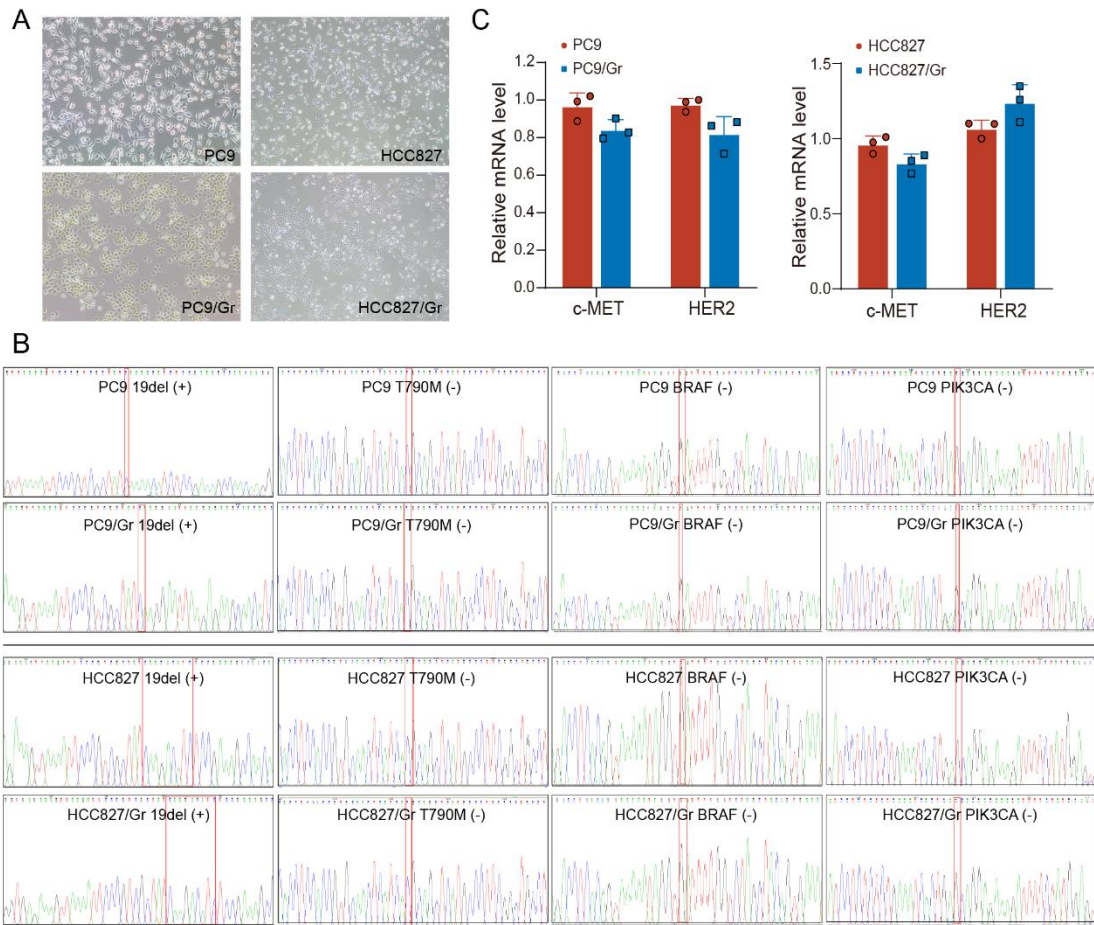 A
PC9
HCC827
PC9/Gr
HCC827/Gr
C
PC9
PC9/Gr
Relative mRNA level
1.2
1.0
0.8
0.6
0.4
0.2
0.0
c-MET
HER2
HCC827
HCC827/Gr
Relative mRNA level
1.5
1.0
0.5
0.0
c-MET
HER2
B
PC9 19del (+)
PC9 T790M (-)
PC9 BRAF (-)
PC9 PIK3CA (-)
PC9/Gr 19del (+)
PC9/Gr T790M (-)
PC9/Gr BRAF (-)
PC9/Gr PIK3CA (-)
HCC827 19del (+)
HCC827 T790M (-)
HCC827 BRAF (-)
HCC827 PIK3CA (-)
HCC827/Gr 19del (+)
HCC827/Gr T790M (-)
HCC827/Gr BRAF (-)
HCC827/Gr PIK3CA (-)